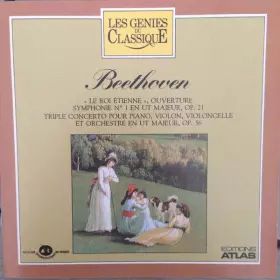 LES GENIES
DU
CLASSIQUE
Beethoven
« LE ROI ÉTIENNE », OUVERTURE
SYMPHONIE N° 1 EN UT MAJEUR, OP. 21
TRIPLE CONCERTO POUR PIANO, VIOLON, VIOLONCELLE
ET ORCHESTRE EN UT MAJEUR, OP. 56
EDITIONS
ATLAS